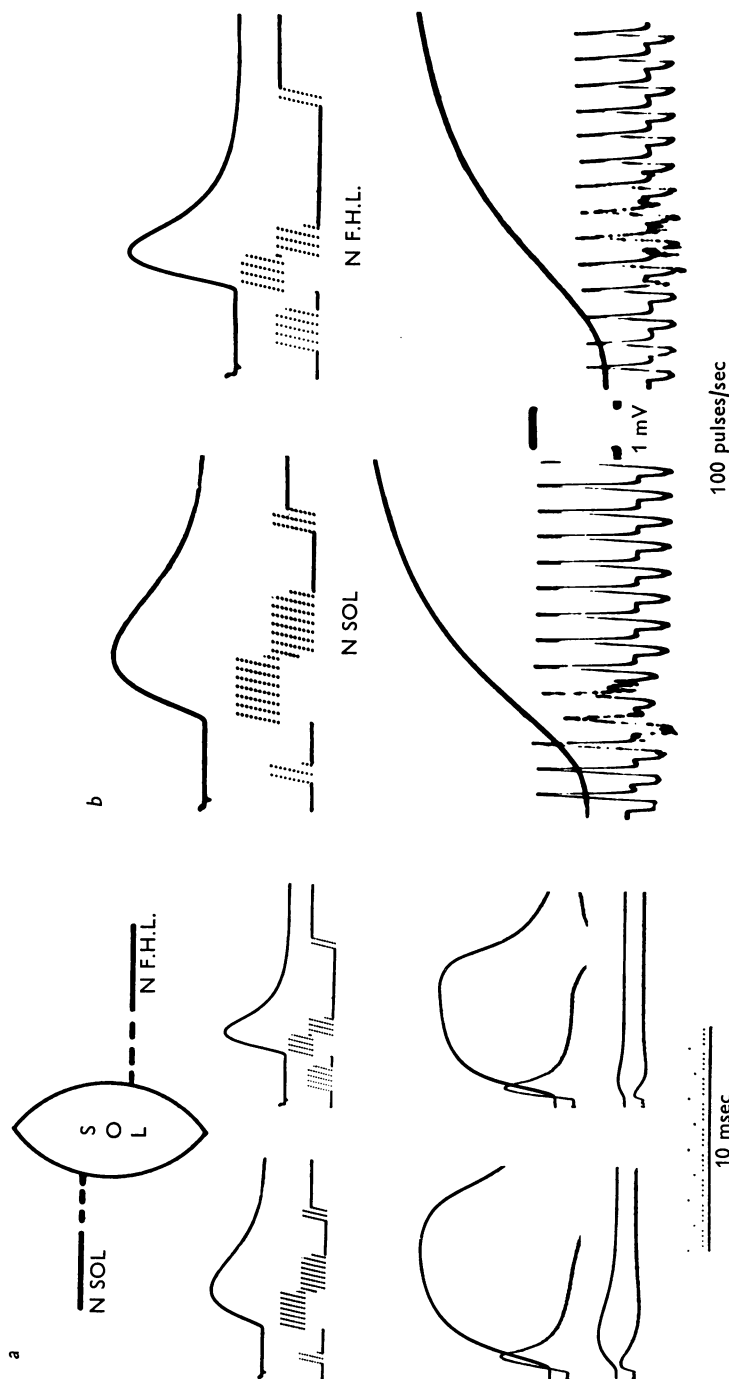 a
N SOL
S
O
L
N F.H.L.
10 msec
b
N SOL
N F.H.L.
1 mV
100 pulses/sec